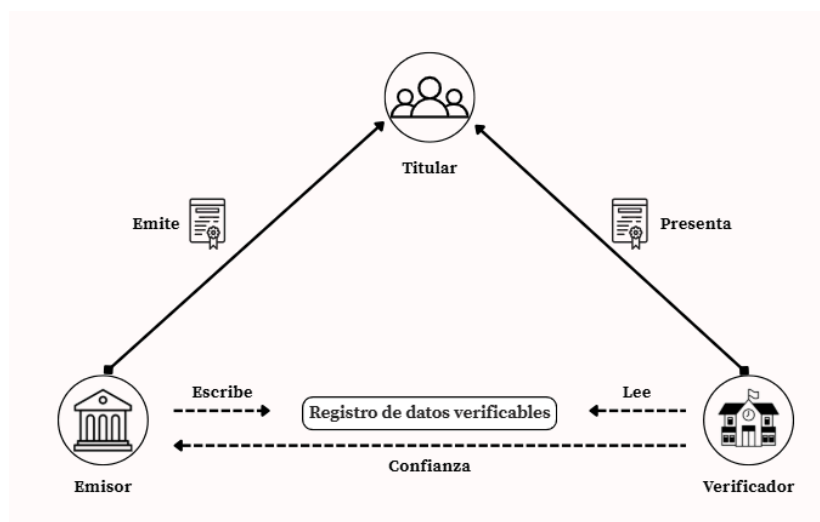 Titular
Emite
Presenta
Escribe
Lee
Registro de datos verificables
Confianza
Emisor
Verificador